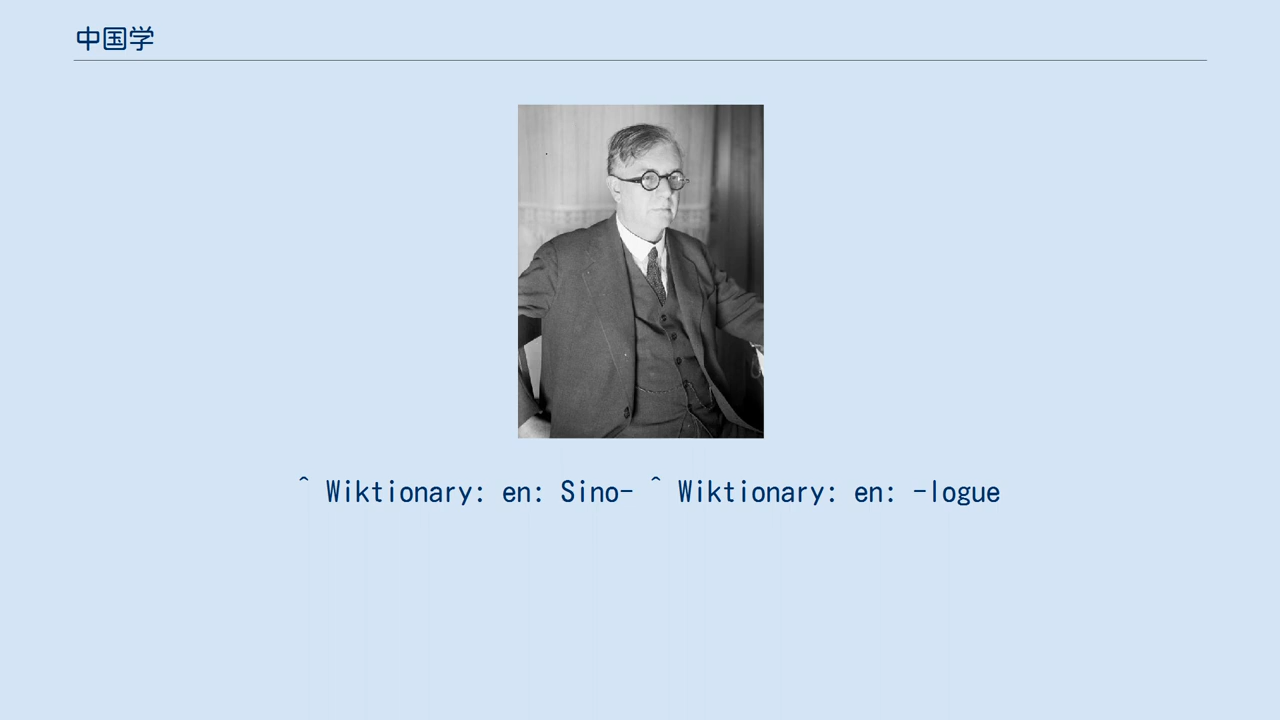 中国学
^ Wiktionary: en: Sino- ^ Wiktionary: en: -logue